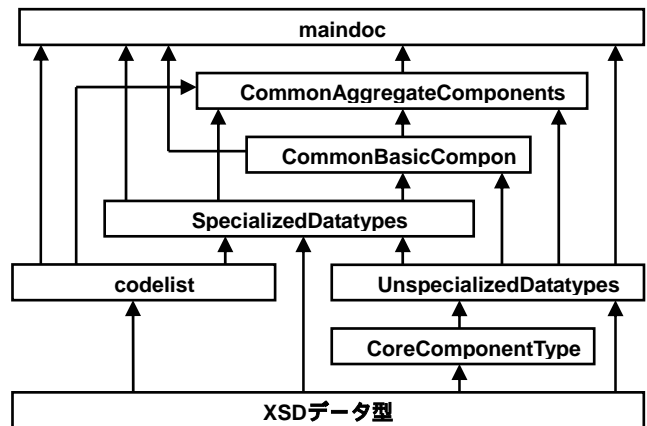 maindoc
CommonAggregateComponents
CommonBasicCompon
SpecializedDatatypes
codelist
UnspecializedDatatypes
CoreComponentType
XSDデータ型